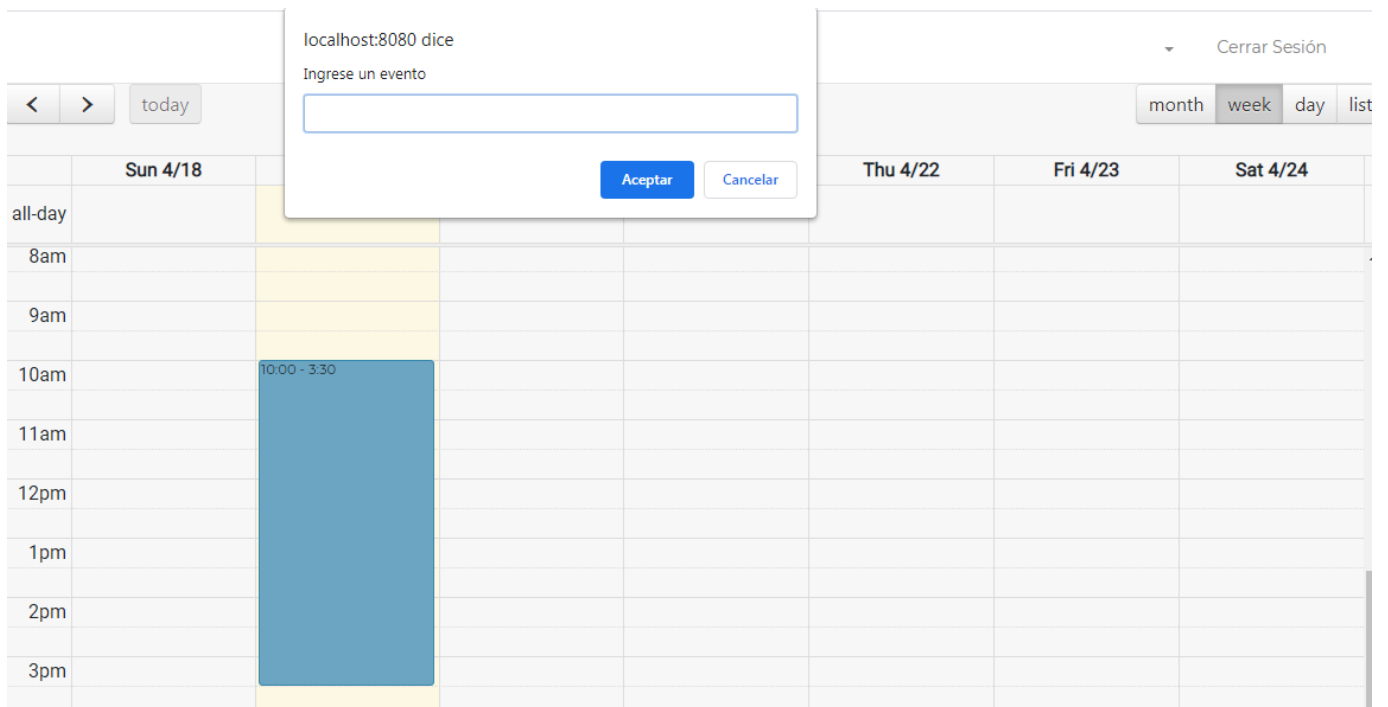 localhost:8080 dice
Ingrese un evento
Aceptar Cancelar
Cerrar Sesión
< > today
month week day list
Sun 4/18 Thu 4/22 Fri 4/23 Sat 4/24
all-day
8am
9am
10am
10:00 - 3:30
11am
12pm
1pm
2pm
3pm